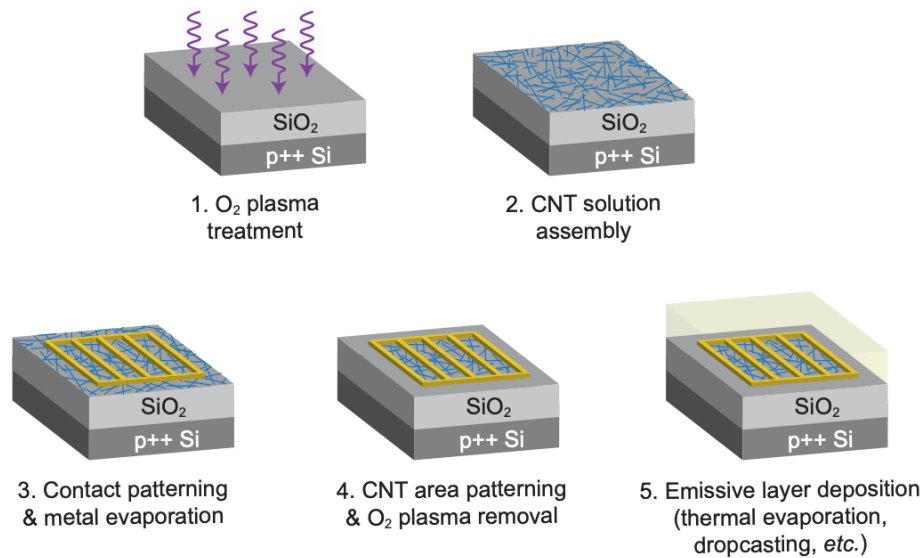 SiO₂
p++ Si
1. O₂ plasma
treatment
SiO₂
p++ Si
2. CNT solution
assembly
SiO₂
p++ Si
3. Contact patterning
& metal evaporation
SiO₂
p++ Si
4. CNT area patterning
& O₂ plasma removal
SiO₂
p++ Si
5. Emissive layer deposition
(thermal evaporation,
dropcasting, etc.)